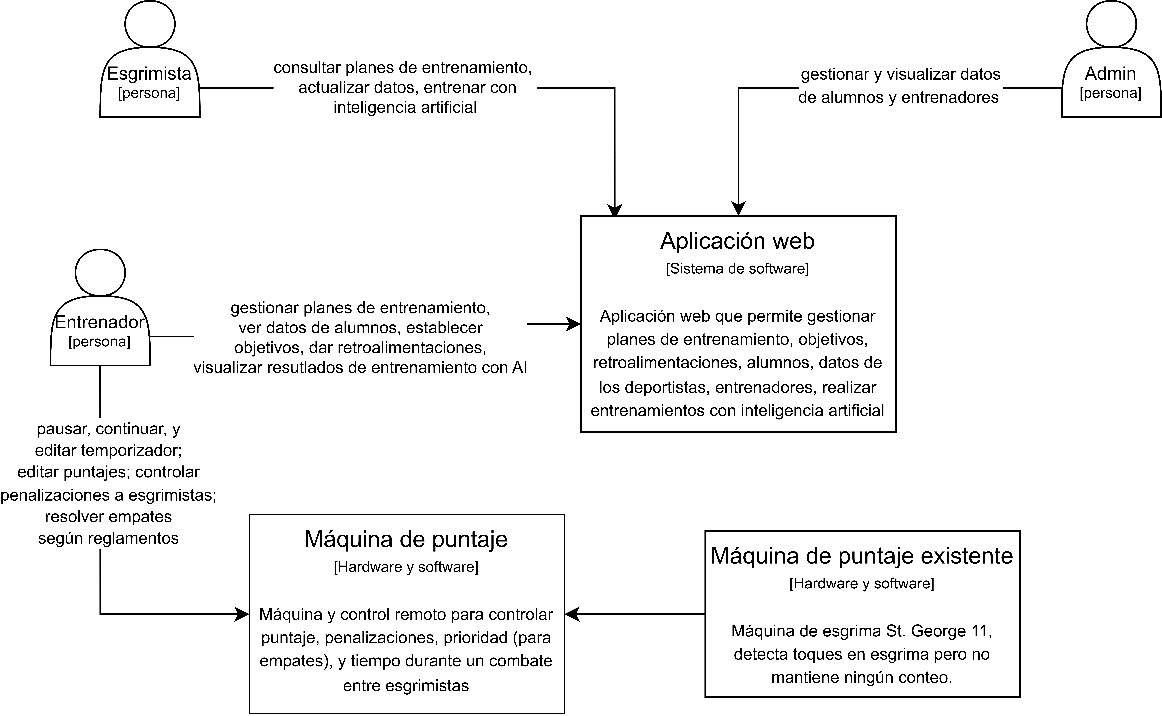 Esgrimista
[persona]
consultar planes de entrenamiento,
actualizar datos, entrenar con
inteligencia artificial
gestionar y visualizar datos
de alumnos y entrenadores
Admin
[persona]
Aplicación web
[Sistema de software]
Aplicación web que permite gestionar
planes de entrenamiento, objetivos,
retroalimentaciones, alumnos, datos de
los deportistas, entrenadores, realizar
entrenamientos con inteligencia artificial
Entrenador
[persona]
gestionar planes de entrenamiento,
ver datos de alumnos, establecer
objetivos, dar retroalimentaciones,
visualizar resutlados de entrenamiento con AI
pausar, continuar, y
editar temporizador;
editar puntajes; controlar
penalizaciones a esgrimistas;
resolver empates
según reglamentos
Máquina de puntaje
[Hardware y software]
Máquina y control remoto para controlar
puntaje, penalizaciones, prioridad (para
empates), y tiempo durante un combate
entre esgrimistas
Máquina de puntaje existente
[Hardware y software]
Máquina de esgrima St. George 11,
detecta toques en esgrima pero no
mantiene ningún conteo.